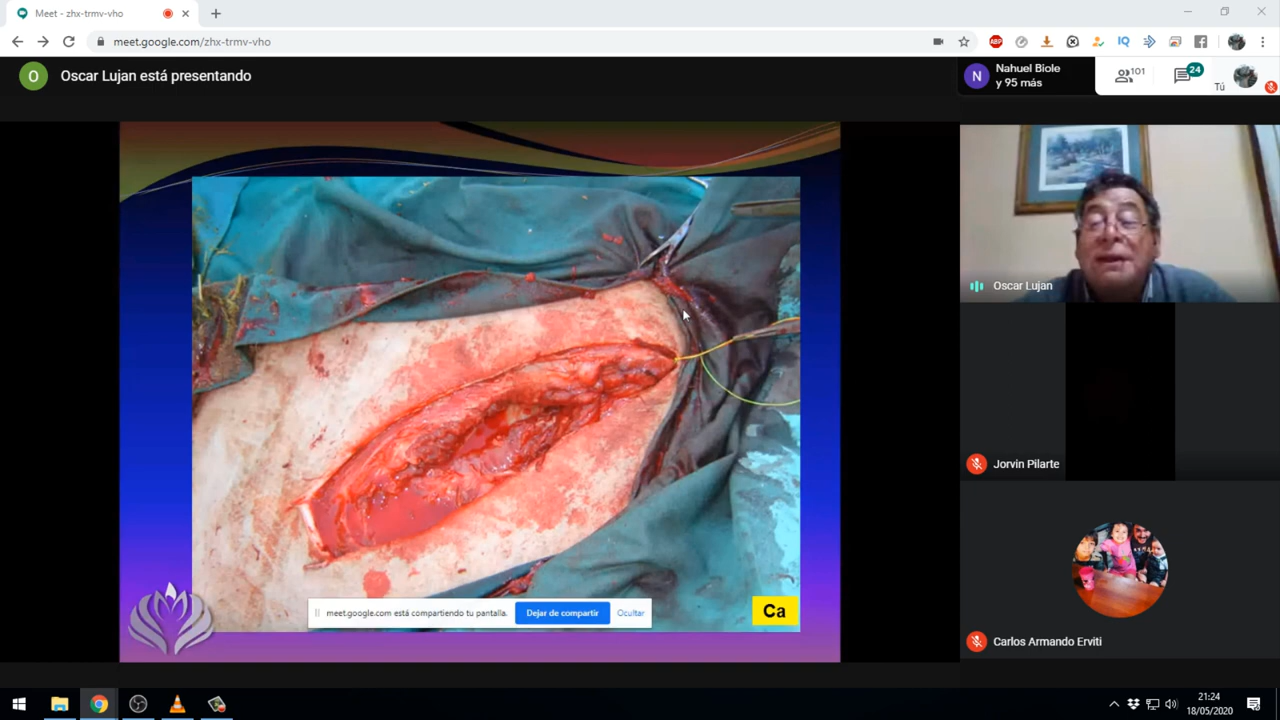 Meet - zhx-trmv-vho
meet.google.com/zhx-trmv-vho
ABP
IQ
O
Oscar Lujan está presentando
N
Nahuel Biole
y 95 más
101
24
Tú
Oscar Lujan
Jorvin Pilarte
Carlos Armando Erviti
meet.google.com está compartiendo tu pantalla.
Dejar de compartir
Ocultar
Ca
21:24
18/05/2020